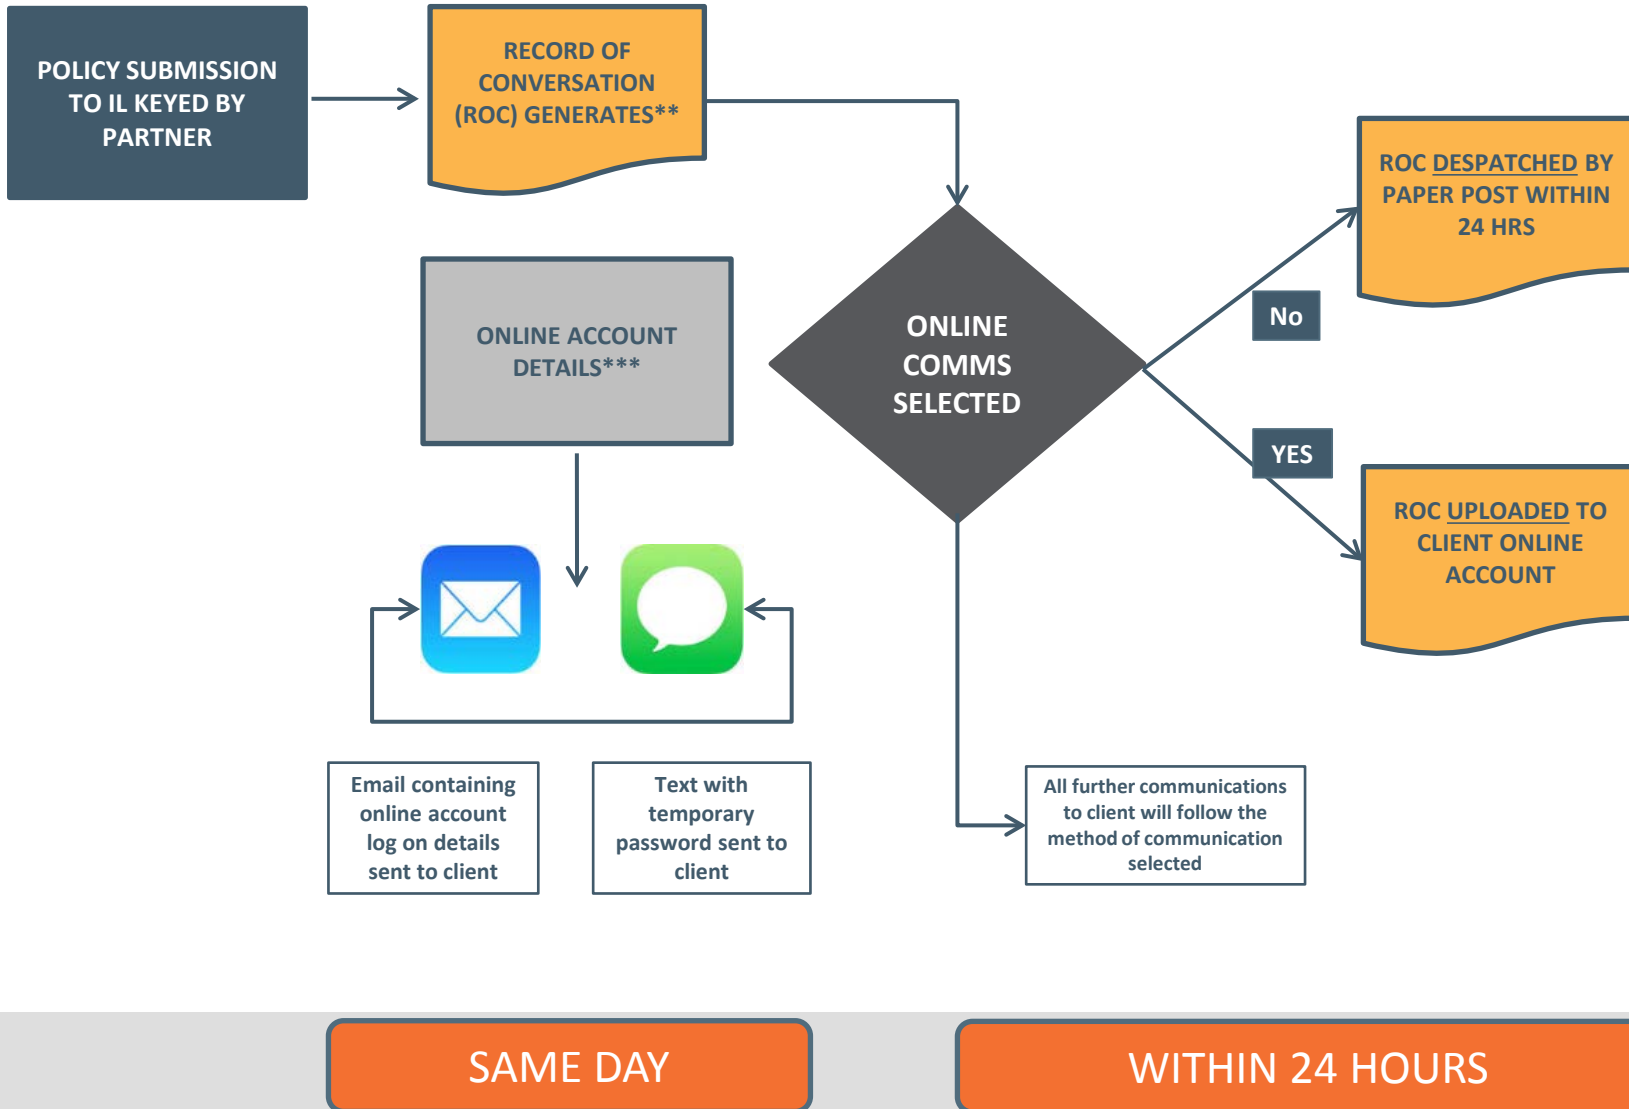 POLICY SUBMISSION
TO IL KEYED BY
PARTNER
RECORD OF
CONVERSATION
(ROC) GENERATES**
ROC DESPATCHED BY
PAPER POST WITHIN
24 HRS
ONLINE ACCOUNT
DETAILS***
ONLINE
COMMS
SELECTED
No
YES
ROC UPLOADED TO
CLIENT ONLINE
ACCOUNT
Email containing
online account
log on details
sent to client
Text with
temporary
password sent to
client
All further communications
to client will follow the
method of communication
selected
SAME DAY
WITHIN 24 HOURS